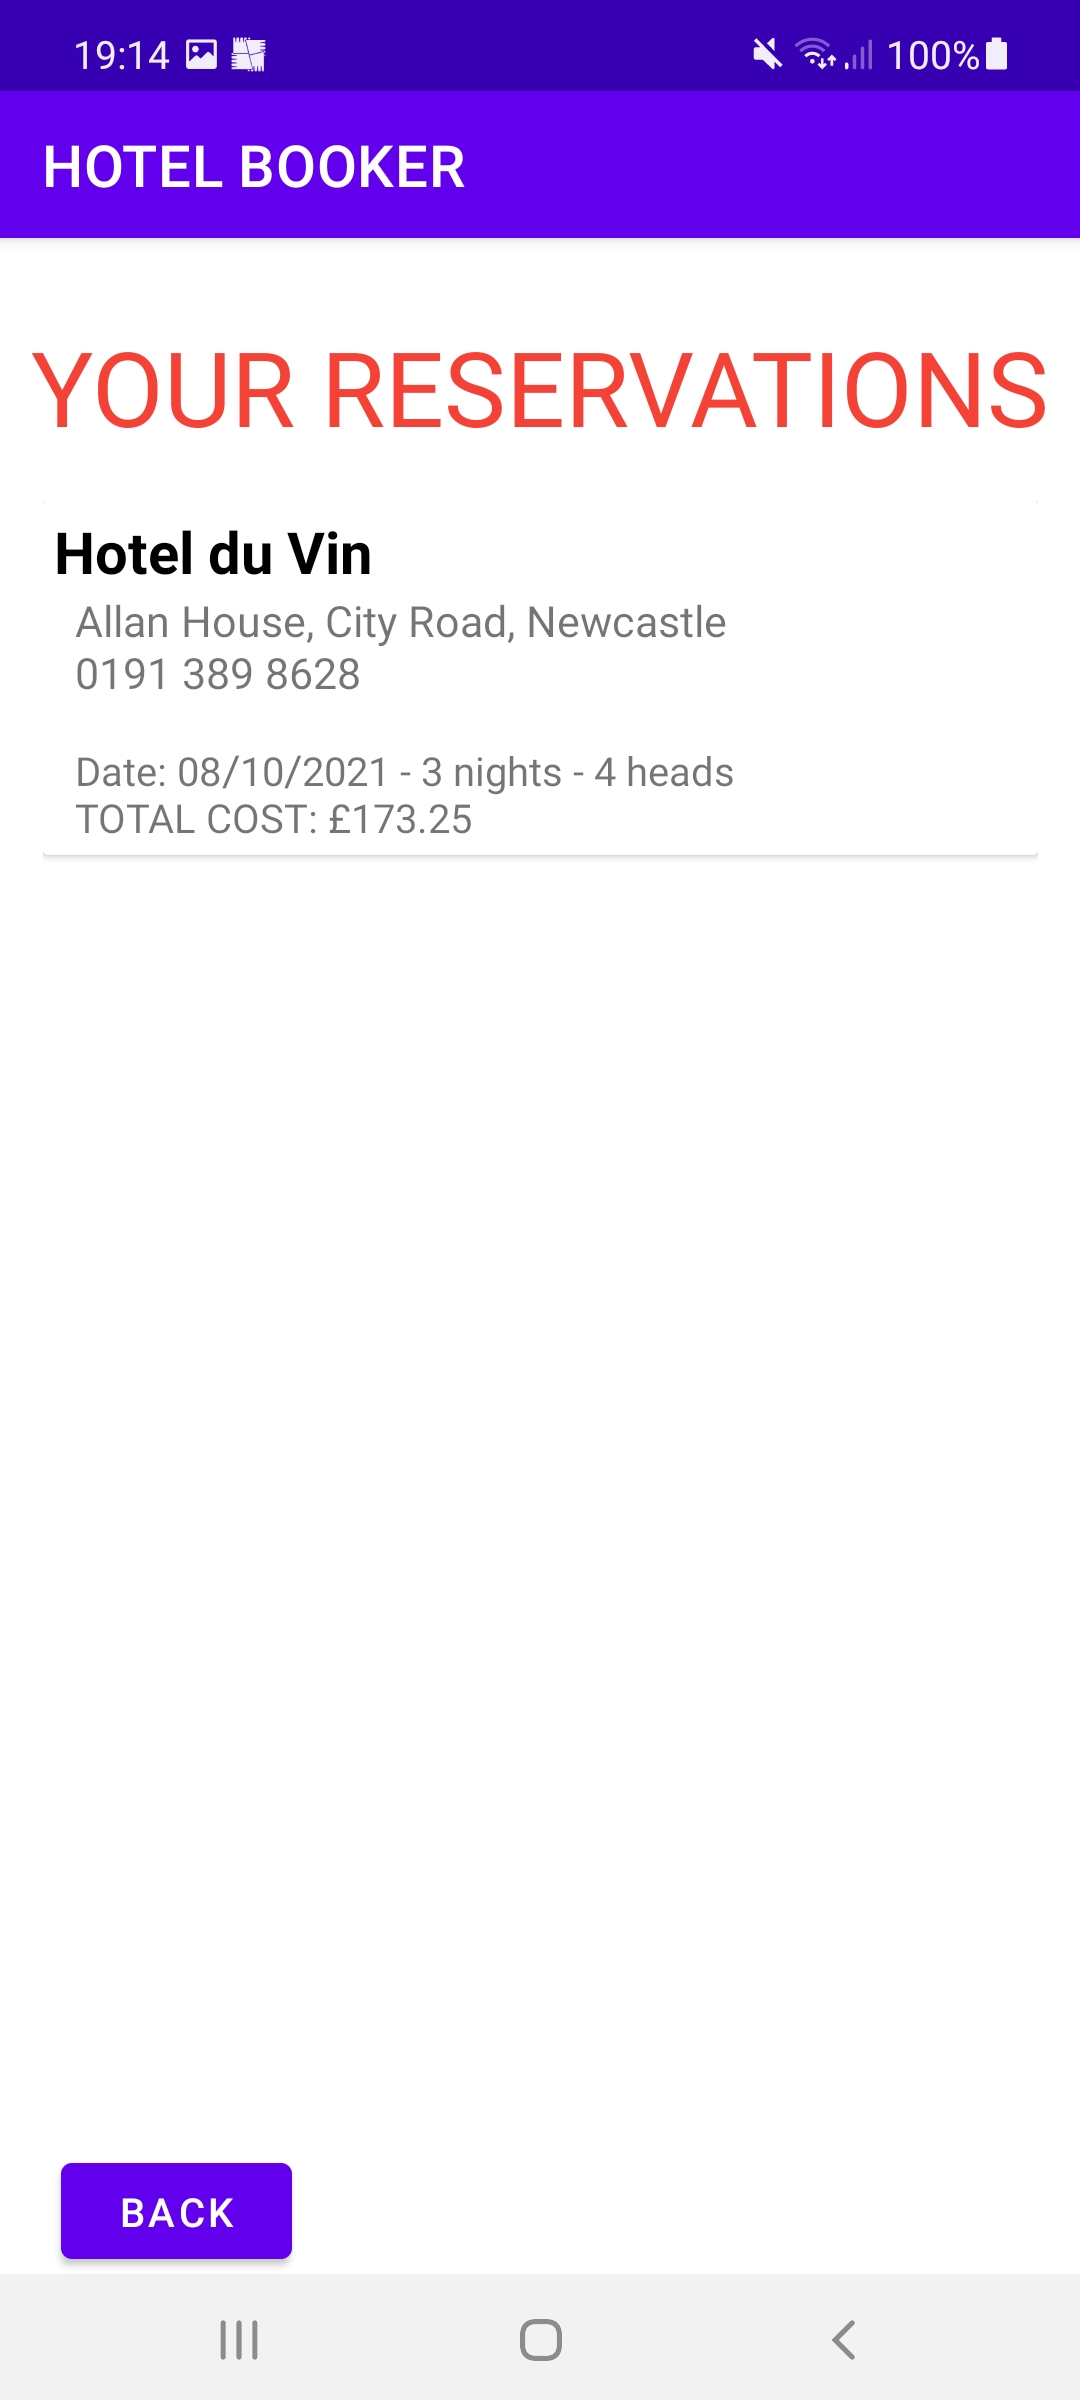 19:14 100%
HOTEL BOOKER
YOUR RESERVATIONS
Hotel du Vin
Allan House, City Road, Newcastle
0191 389 8628
Date: 08/10/2021 - 3 nights - 4 heads
TOTAL COST: £173.25
BACK